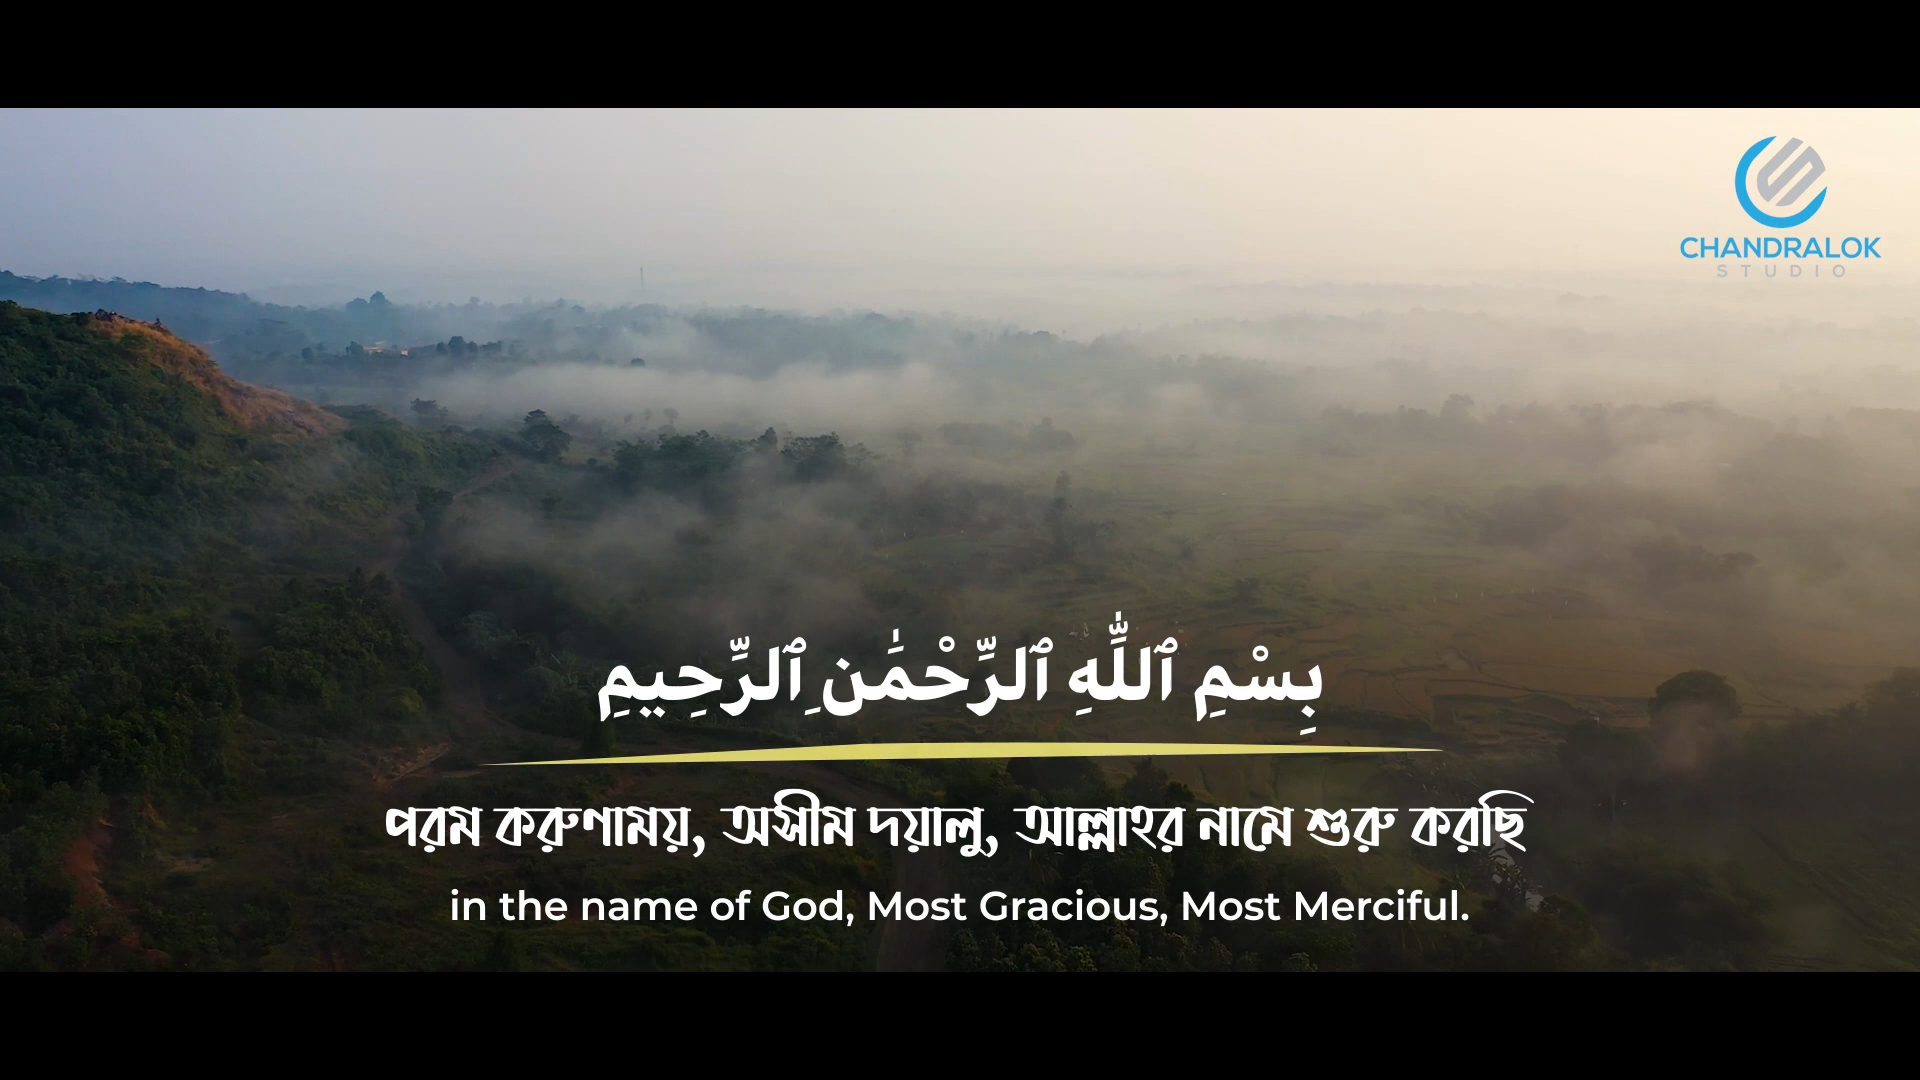 CHANDRALOK
STUDIO
بِسْمِ ٱللَّهِ ٱلرَّحْمَٰنِ ٱلرَّحِيمِ
পরম করুণাময়, অসীম দয়ালু, আল্লাহর নামে শুরু করছি
in the name of God, Most Gracious, Most Merciful.